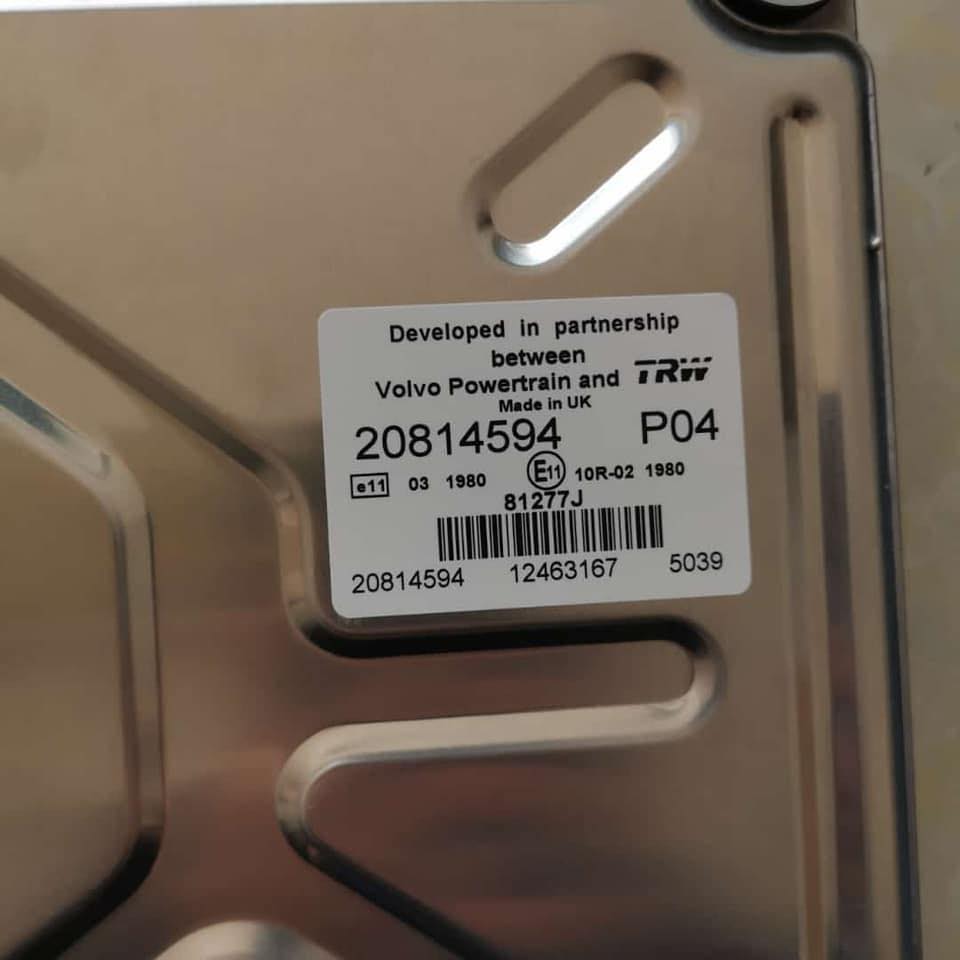 Developed in partnership
between
Volvo Powertrain and TRW
Made in UK
20814594 P04
e11 03 1980 E11 10R-02 1980
81277J
20814594 12463167 5039